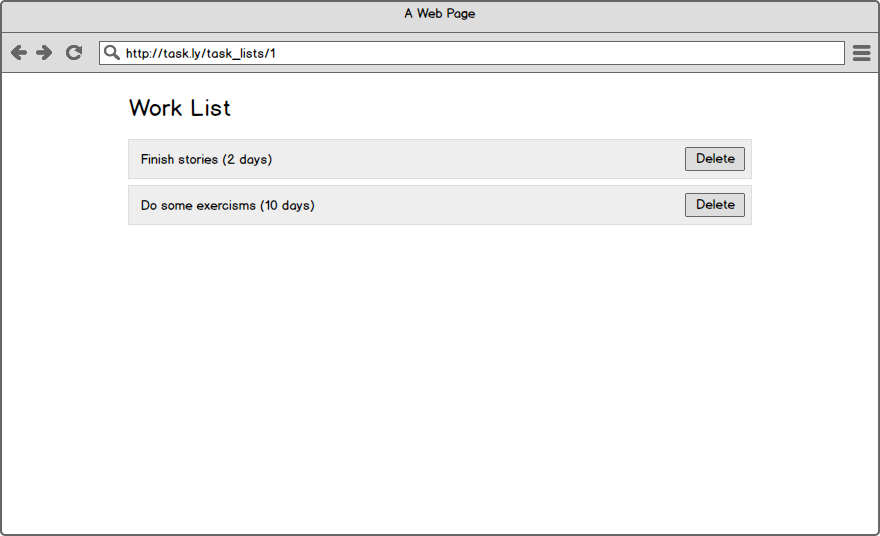 A Web Page
http://task.ly/task_lists/1
Work List
Finish stories (2 days)
Delete
Do some exercisms (10 days)
Delete